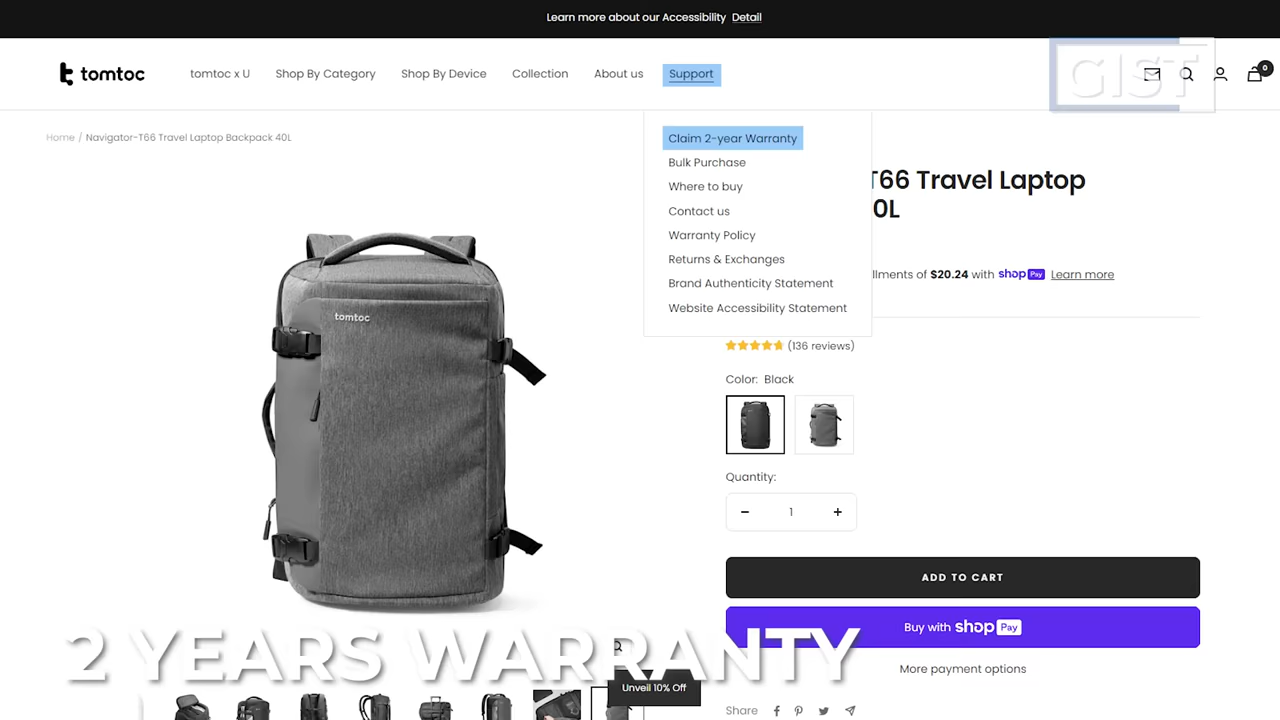 Learn more about our Accessibility Detail
tomtoc
tomtoc x U
Shop By Category
Shop By Device
Collection
About us
Support
GIST
0
Home / Navigator-T66 Travel Laptop Backpack 40L
Claim 2-year Warranty
Bulk Purchase
Where to buy
Contact us
Warranty Policy
Returns & Exchanges
Brand Authenticity Statement
Website Accessibility Statement
T66 Travel Laptop
0L
llments of $20.24 with shop Pay Learn more
(136 reviews)
tomtoc
Color: Black
Quantity:
1
ADD TO CART
Buy with shop Pay
2 YEARS WARRANTY
More payment options
Unveil 10% Off
Share